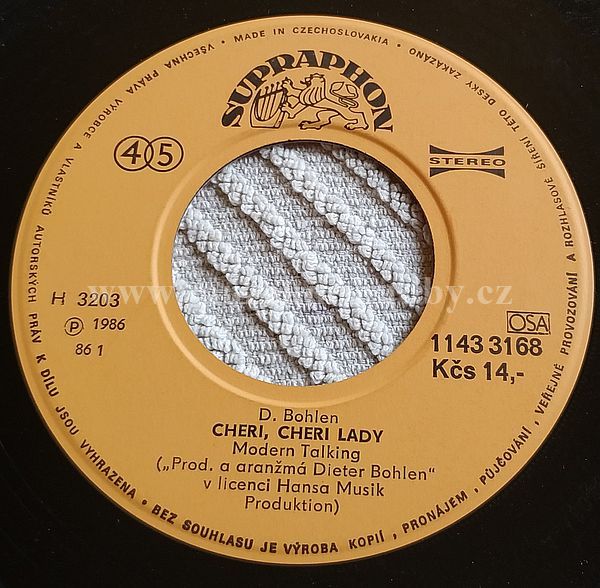 VŠECHNA PRÁVA VÝROBCE A VLASTNÍKŮ AUTORSKÝCH PRÁV K DÍLU JSOU VYHRAZENA • BEZ SOUHLASU JE VÝROBA KOPIÍ, PRONÁJEM, PŮJČOVÁNÍ, VEŘEJNÉ PROVOZOVÁNÍ A ROZHLASOVÉ ŠÍŘENÍ TÉTO DESKY ZAKÁZÁNO • MADE IN CZECHOSLOVAKIA •
SUPRAPHON
45
STEREO
H 3203
℗ 1986
86 1
OSA
1143 3168
Kčs 14,-
D. Bohlen
CHERI, CHERI LADY
Modern Talking
(„Prod. a aranžmá Dieter Bohlen"
v licenci Hansa Musik
Produktion)